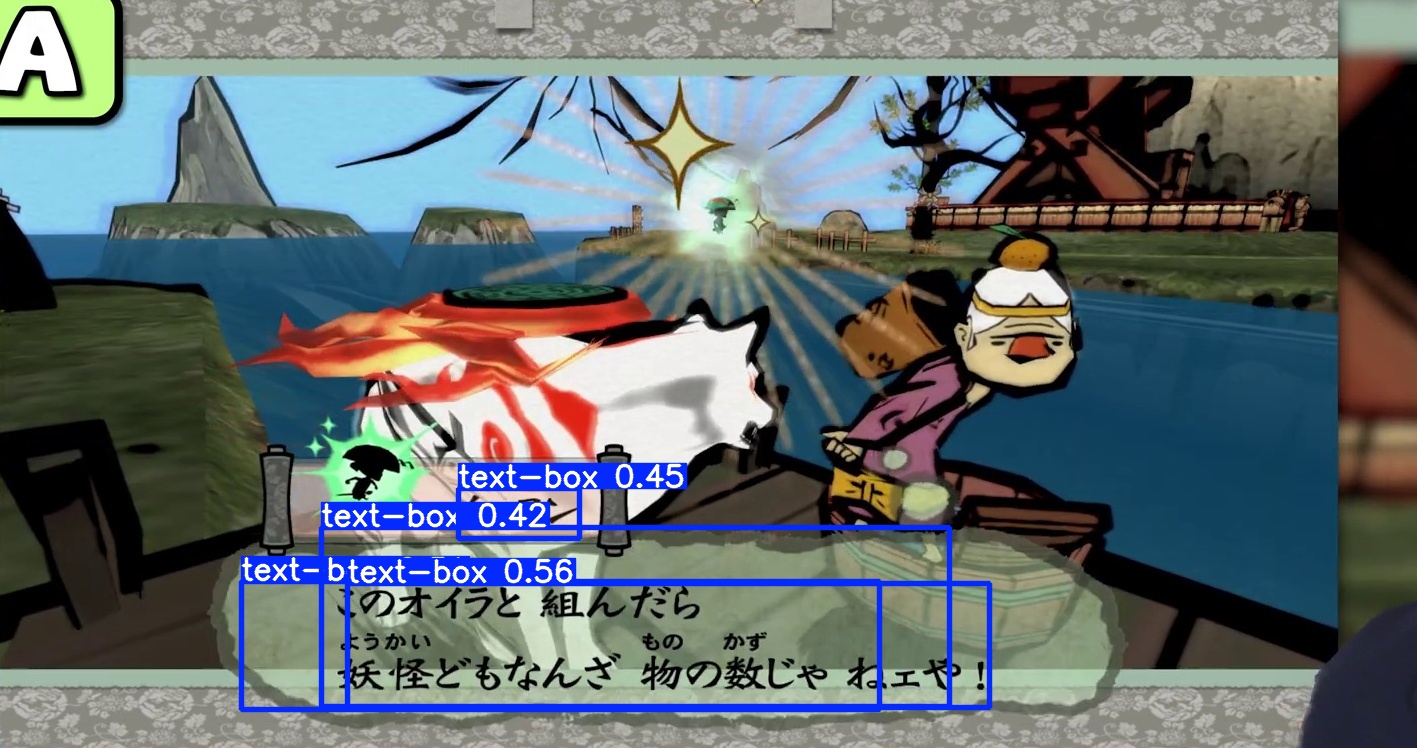 A
text-box 0.45
text-box 0.42
text-b
text-box 0.56
このオイラと 組んだら
ようかい もの かず
妖怪どもなんざ 物の数じゃ ねェや!